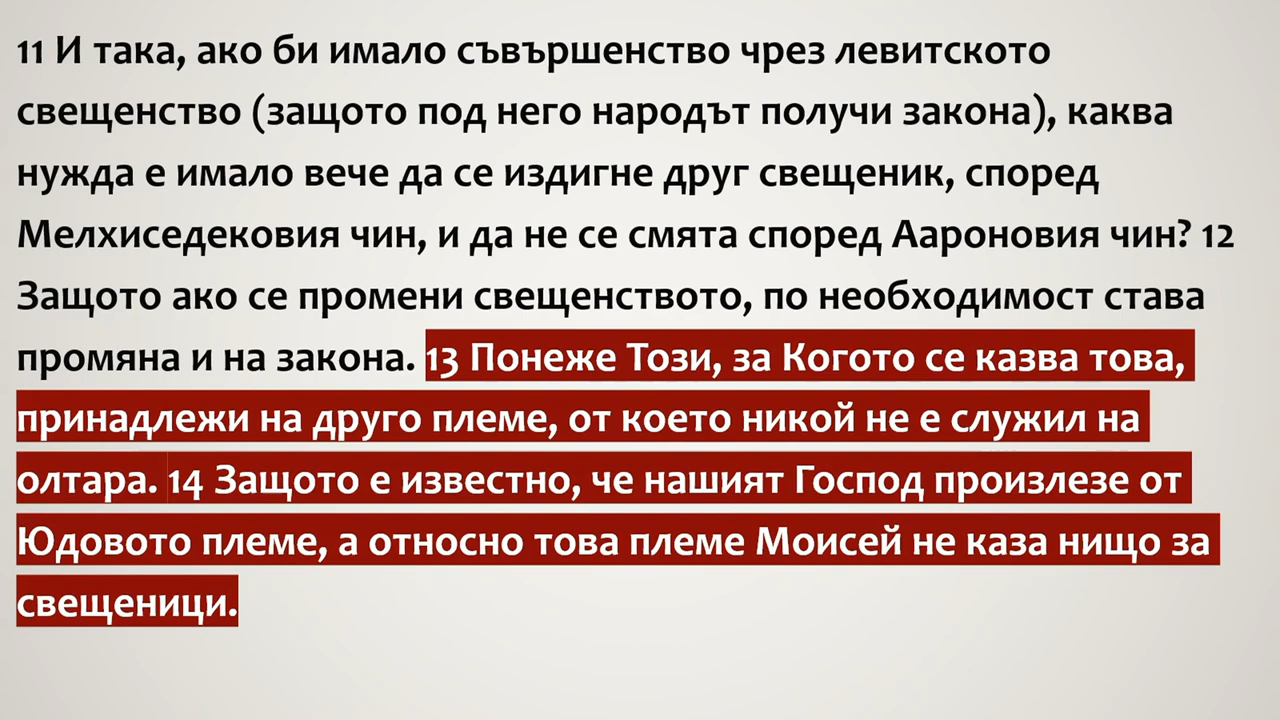 11 И така, ако би имало съвършенство чрез левитското
свещенство (защото под него народът получи закона), каква
нужда е имало вече да се издигне друг свещеник, според
Мелхиседековия чин, и да не се смята според Аароновия чин? 12
Защото ако се промени свещенството, по необходимост става
промяна и на закона. 13 Понеже Този, за Когото се казва това,
принадлежи на друго племе, от което никой не е служил на
олтара. 14 Защото е известно, че нашият Господ произлезе от
Юдовото племе, а относно това племе Моисей не каза нищо за
свещеници.